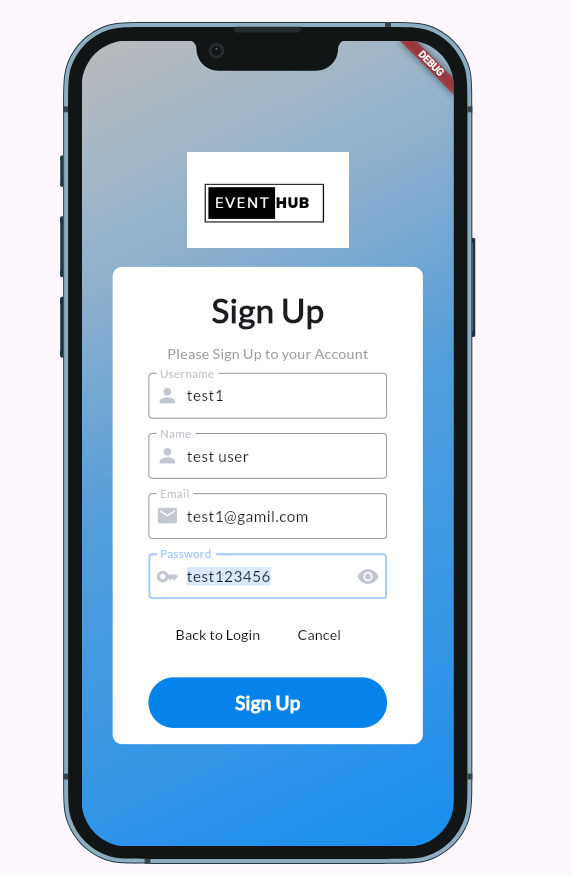 DEBUG
EVENT HUB
Sign Up
Please Sign Up to your Account
Username
test1
Name
test user
Email
test1@gamil.com
Password
test123456
Back to Login Cancel
Sign Up